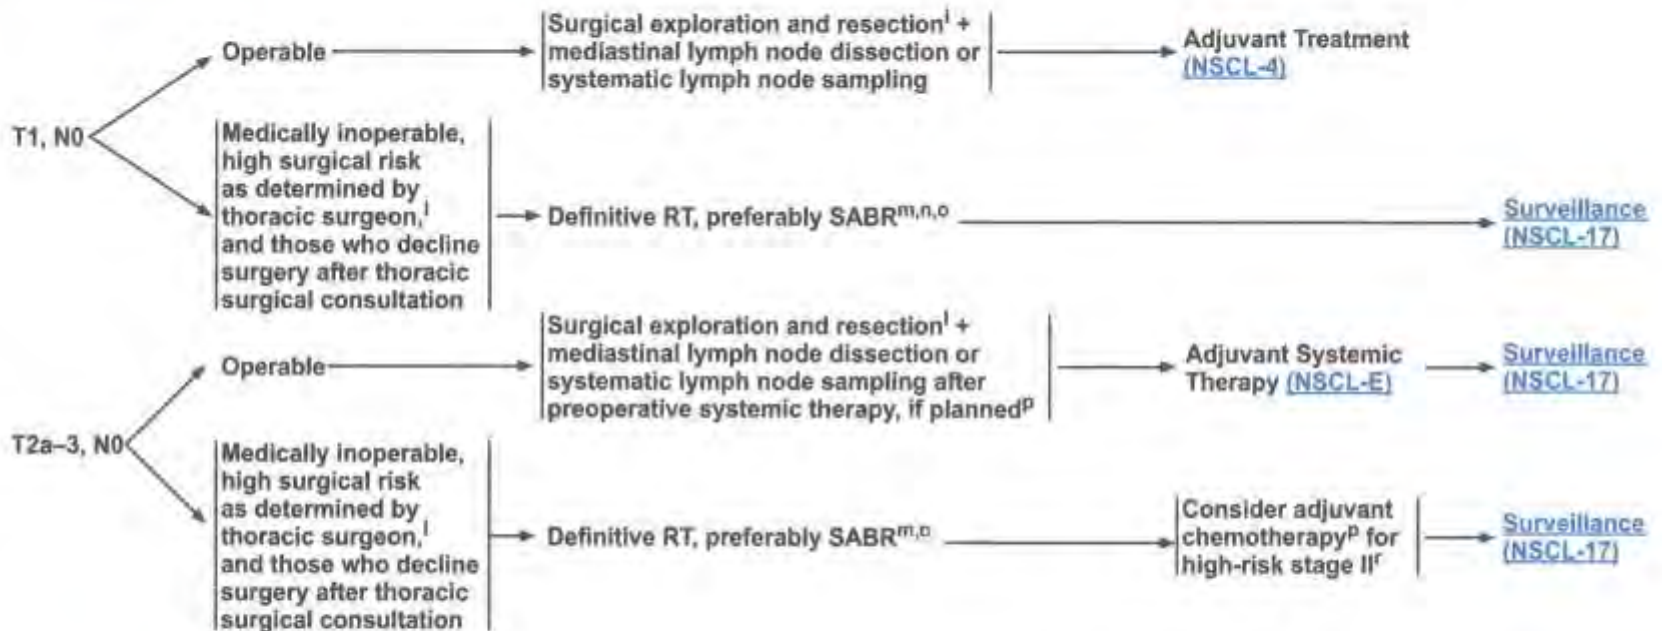 T1, N0
Operable
Surgical exploration and resectionⁱ +
mediastinal lymph node dissection or
systematic lymph node sampling
Adjuvant Treatment
(NSCL-4)
Medically inoperable,
high surgical risk
as determined by
thoracic surgeon,ⁱ
and those who decline
surgery after thoracic
surgical consultation
Definitive RT, preferably SABRᵐ,ⁿ,ᵒ
Surveillance
(NSCL-17)
T2a–3, N0
Operable
Surgical exploration and resectionⁱ +
mediastinal lymph node dissection or
systematic lymph node sampling after
preoperative systemic therapy, if plannedᵖ
Adjuvant Systemic
Therapy (NSCL-E)
Surveillance
(NSCL-17)
Medically inoperable,
high surgical risk
as determined by
thoracic surgeon,ⁱ
and those who decline
surgery after thoracic
surgical consultation
Definitive RT, preferably SABRᵐ,ᵒ
Consider adjuvant
chemotherapyᵖ for
high-risk stage IIʳ
Surveillance
(NSCL-17)